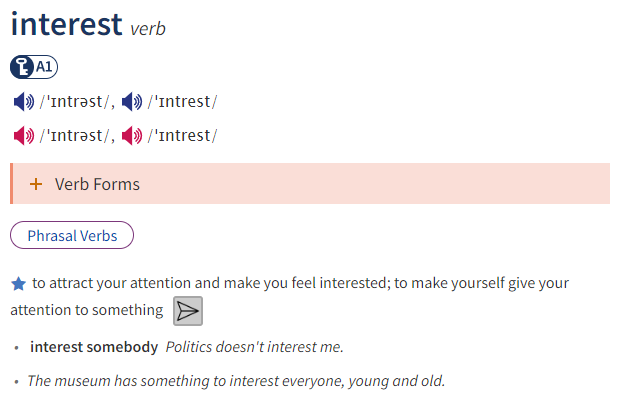 interest verb
A1
/ˈɪntrəst/, /ˈɪntrest/
/ˈɪntrəst/, /ˈɪntrest/
+ Verb Forms
Phrasal Verbs
to attract your attention and make you feel interested; to make yourself give your
attention to something
• interest somebody Politics doesn't interest me.
• The museum has something to interest everyone, young and old.